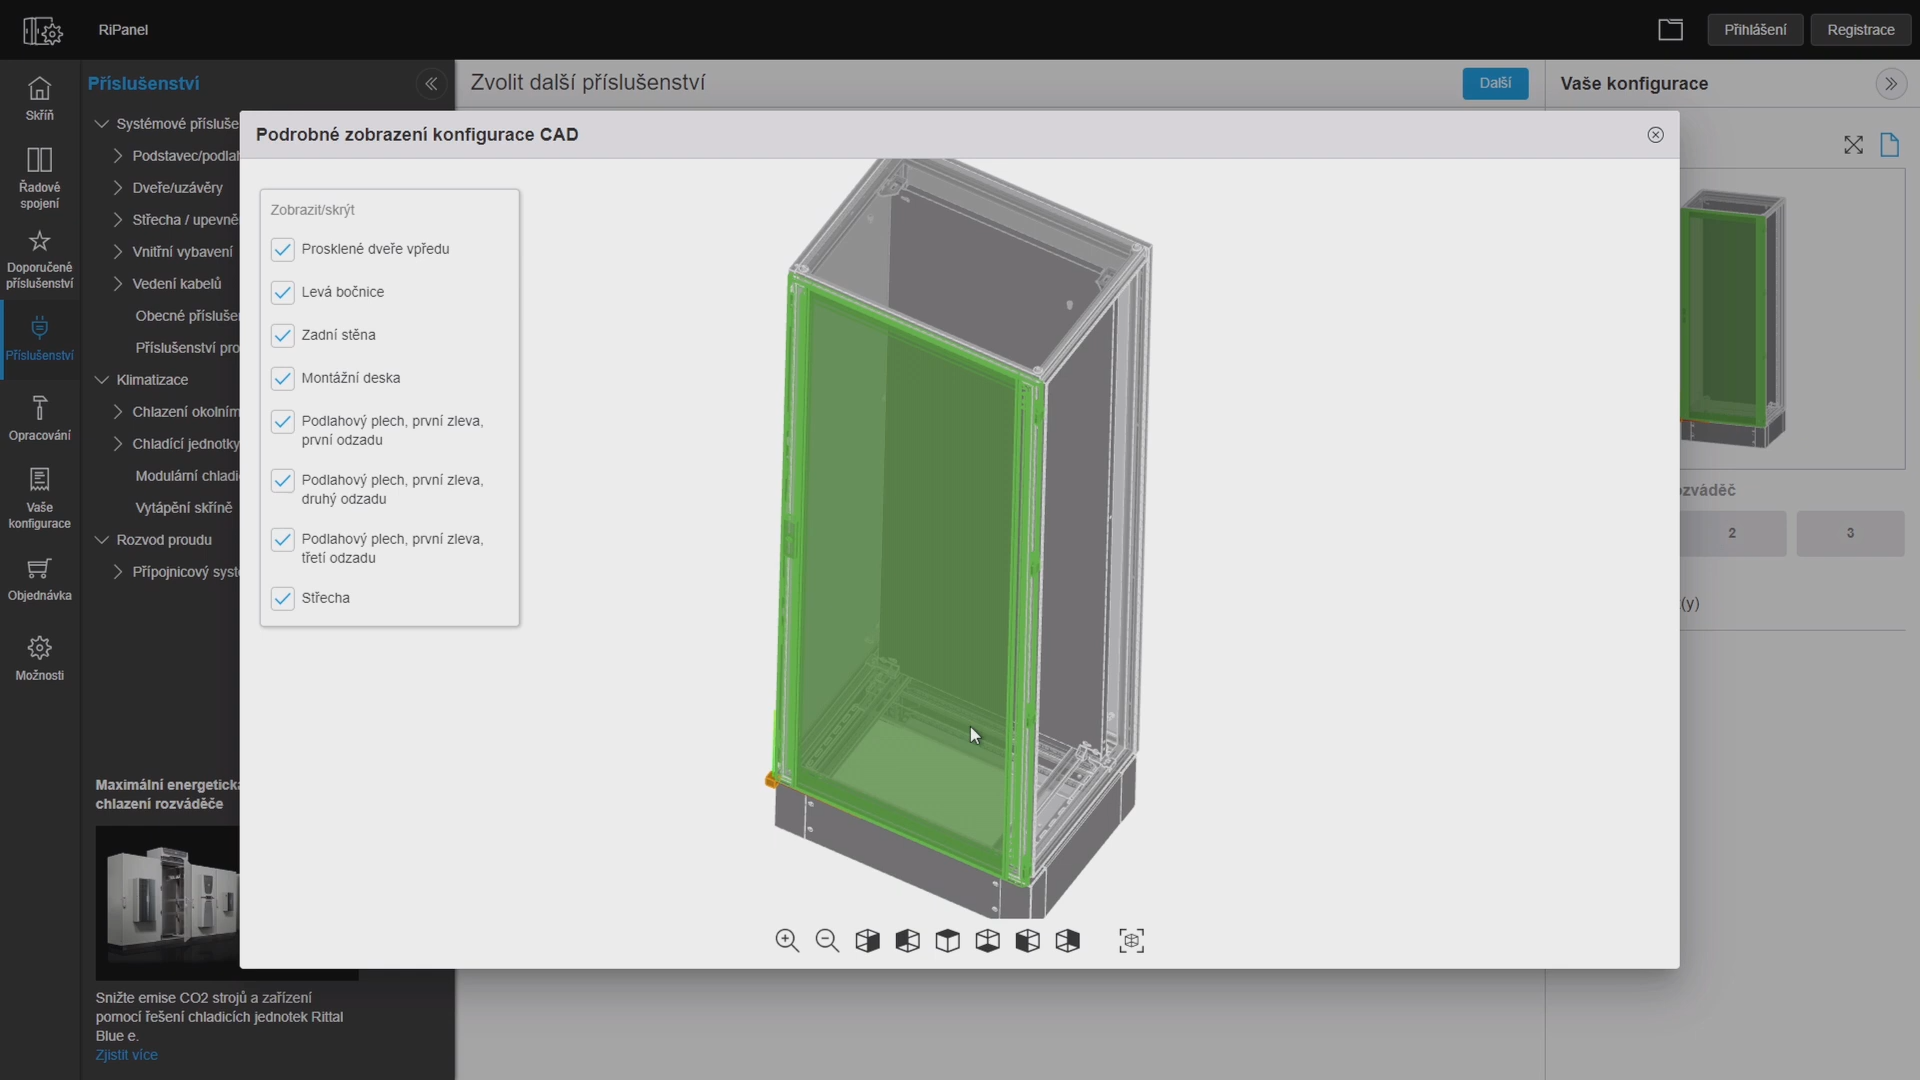 RiPanel
Přihlášení
Registrace
Skříň
Řadové
spojení
Doporučené
příslušenství
Příslušenství
Opracování
Vaše
konfigurace
Objednávka
Možnosti
Příslušenství
Systémové přísluše
Podstavec/podlah
Dveře/uzávěry
Střecha / upevně
Vnitřní vybavení
Vedení kabelů
Obecné příslušen
Příslušenství pro
Klimatizace
Chlazení okolním
Chladící jednotky
Modulární chladi
Vytápění skříně
Rozvod proudu
Přípojnicový syst
Maximální energetická
chlazení rozváděče
Snižte emise CO2 strojů a zařízení
pomocí řešení chladicích jednotek Rittal
Blue e.
Zjistit více
Zvolit další příslušenství
Další
Podrobné zobrazení konfigurace CAD
Zobrazit/skrýt
Prosklené dveře vpředu
Levá bočnice
Zadní stěna
Montážní deska
Podlahový plech, první zleva,
první odzadu
Podlahový plech, první zleva,
druhý odzadu
Podlahový plech, první zleva,
třetí odzadu
Střecha
Vaše konfigurace
ozváděč
2
3
(y)